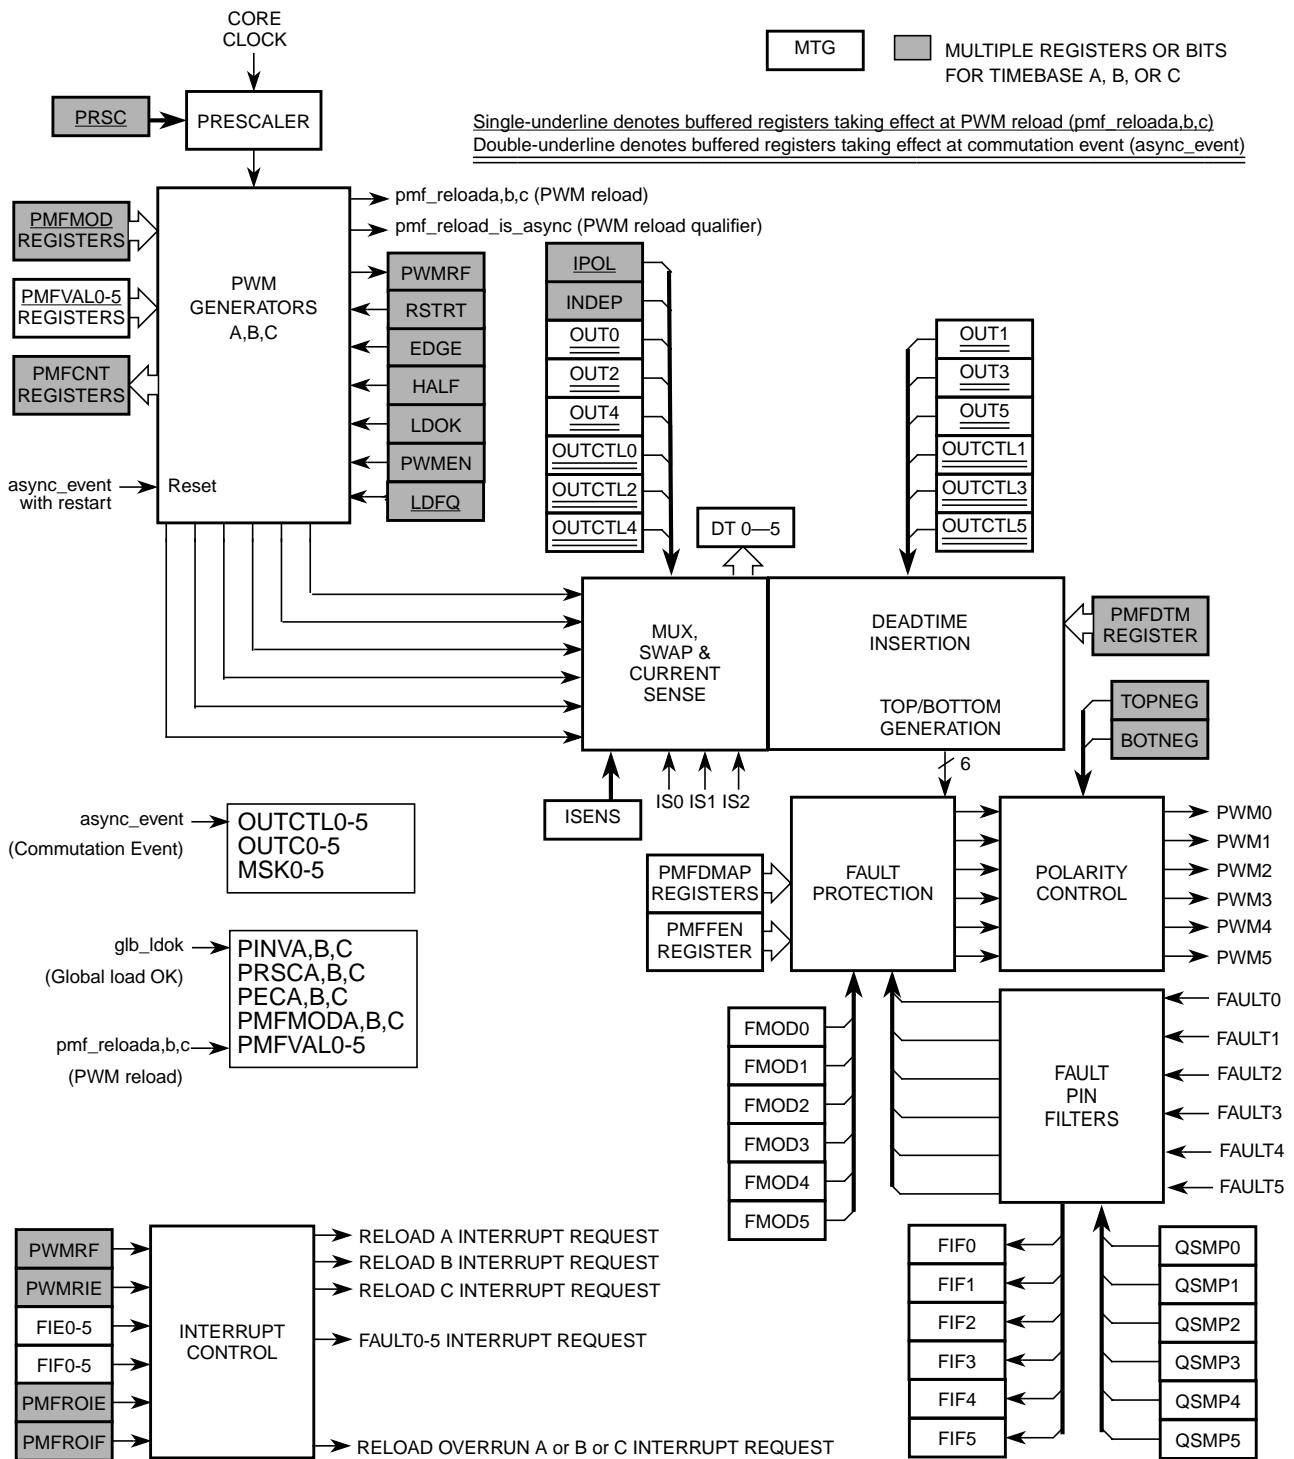 CORE
CLOCK
MTG
MULTIPLE REGISTERS OR BITS
FOR TIMEBASE A, B, OR C
PRSC
PRESCALER
Single-underline denotes buffered registers taking effect at PWM reload (pmf_reloada,b,c)
Double-underline denotes buffered registers taking effect at commutation event (async_event)
PMFMOD
REGISTERS
PMFVAL0-5
REGISTERS
PMFCNT
REGISTERS
async_event
with restart
PWM
GENERATORS
A,B,C
Reset
pmf_reloada,b,c (PWM reload)
pmf_reload_is_async (PWM reload qualifier)
PWMRF
RSTRT
EDGE
HALF
LDOK
PWMEN
LDFQ
IPOL
INDEP
OUT0
OUT2
OUT4
OUTCTL0
OUTCTL2
OUTCTL4
DT 0—5
OUT1
OUT3
OUT5
OUTCTL1
OUTCTL3
OUTCTL5
MUX,
SWAP &
CURRENT
SENSE
DEADTIME
INSERTION
TOP/BOTTOM
GENERATION
PMFDTM
REGISTER
TOPNEG
BOTNEG
6
ISENS
IS0 IS1 IS2
async_event
(Commutation Event)
OUTCTL0-5
OUTC0-5
MSK0-5
glb_ldok
(Global load OK)
pmf_reloada,b,c
(PWM reload)
PINVA,B,C
PRSCA,B,C
PECA,B,C
PMFMODA,B,C
PMFVAL0-5
PMFDMAP
REGISTERS
PMFFEN
REGISTER
FAULT
PROTECTION
POLARITY
CONTROL
PWM0
PWM1
PWM2
PWM3
PWM4
PWM5
FMOD0
FMOD1
FMOD2
FMOD3
FMOD4
FMOD5
FAULT
PIN
FILTERS
FAULT0
FAULT1
FAULT2
FAULT3
FAULT4
FAULT5
FIF0
FIF1
FIF2
FIF3
FIF4
FIF5
QSMP0
QSMP1
QSMP2
QSMP3
QSMP4
QSMP5
PWMRF
PWMRIE
FIE0-5
FIF0-5
PMFROIE
PMFROIF
INTERRUPT
CONTROL
RELOAD A INTERRUPT REQUEST
RELOAD B INTERRUPT REQUEST
RELOAD C INTERRUPT REQUEST
FAULT0-5 INTERRUPT REQUEST
RELOAD OVERRUN A or B or C INTERRUPT REQUEST